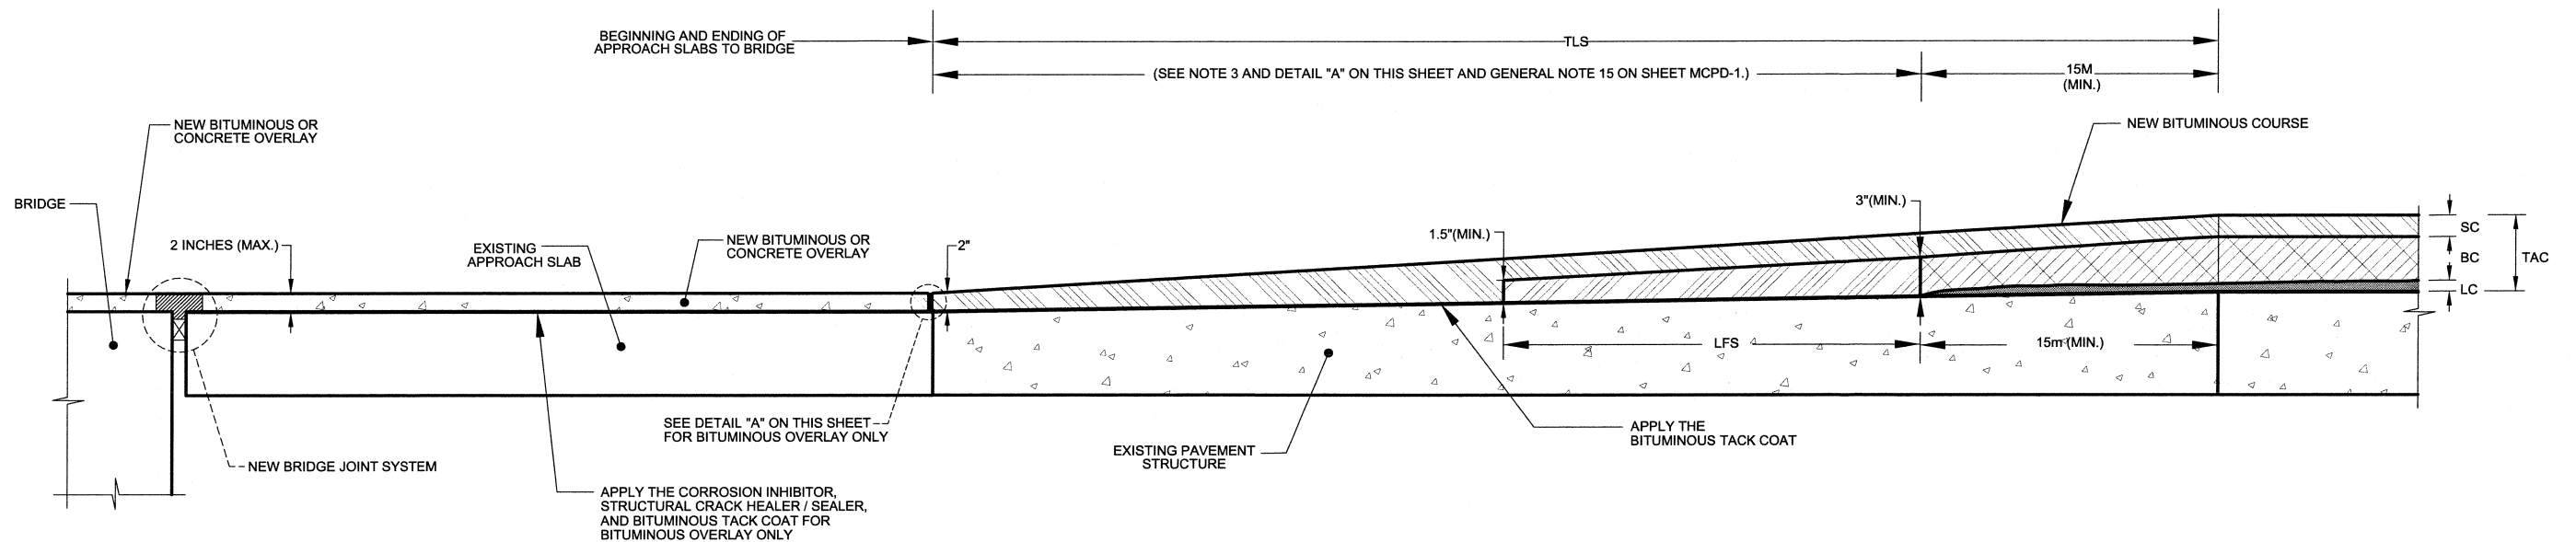 BEGINNING AND ENDING OF
APPROACH SLABS TO BRIDGE
TLS
(SEE NOTE 3 AND DETAIL "A" ON THIS SHEET AND GENERAL NOTE 15 ON SHEET MCPD-1.)
15M
(MIN.)
NEW BITUMINOUS OR
CONCRETE OVERLAY
NEW BITUMINOUS COURSE
BRIDGE
2 INCHES (MAX.)
EXISTING
APPROACH SLAB
NEW BITUMINOUS OR
CONCRETE OVERLAY
2"
1.5"(MIN.)
3"(MIN.)
SC
BC
TAC
LC
LFS
15m (MIN.)
SEE DETAIL "A" ON THIS SHEET
FOR BITUMINOUS OVERLAY ONLY
EXISTING PAVEMENT
STRUCTURE
APPLY THE
BITUMINOUS TACK COAT
NEW BRIDGE JOINT SYSTEM
APPLY THE CORROSION INHIBITOR,
STRUCTURAL CRACK HEALER / SEALER,
AND BITUMINOUS TACK COAT FOR
BITUMINOUS OVERLAY ONLY